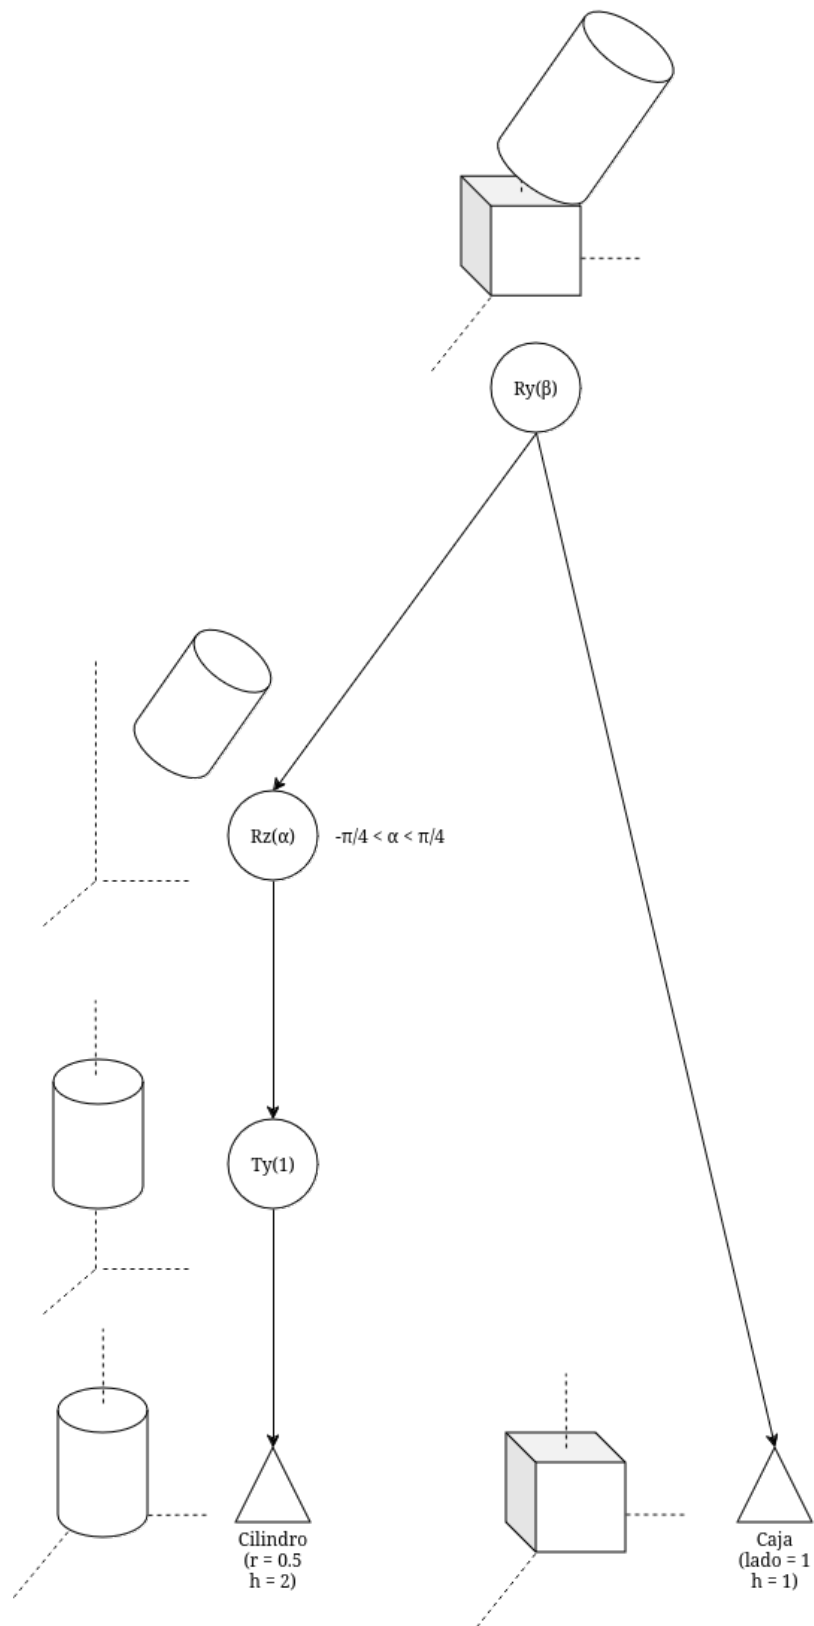 Ry(β)
Rz(α)
-π/4 < α < π/4
Ty(1)
Cilindro
(r = 0.5
h = 2)
Caja
(lado = 1
h = 1)